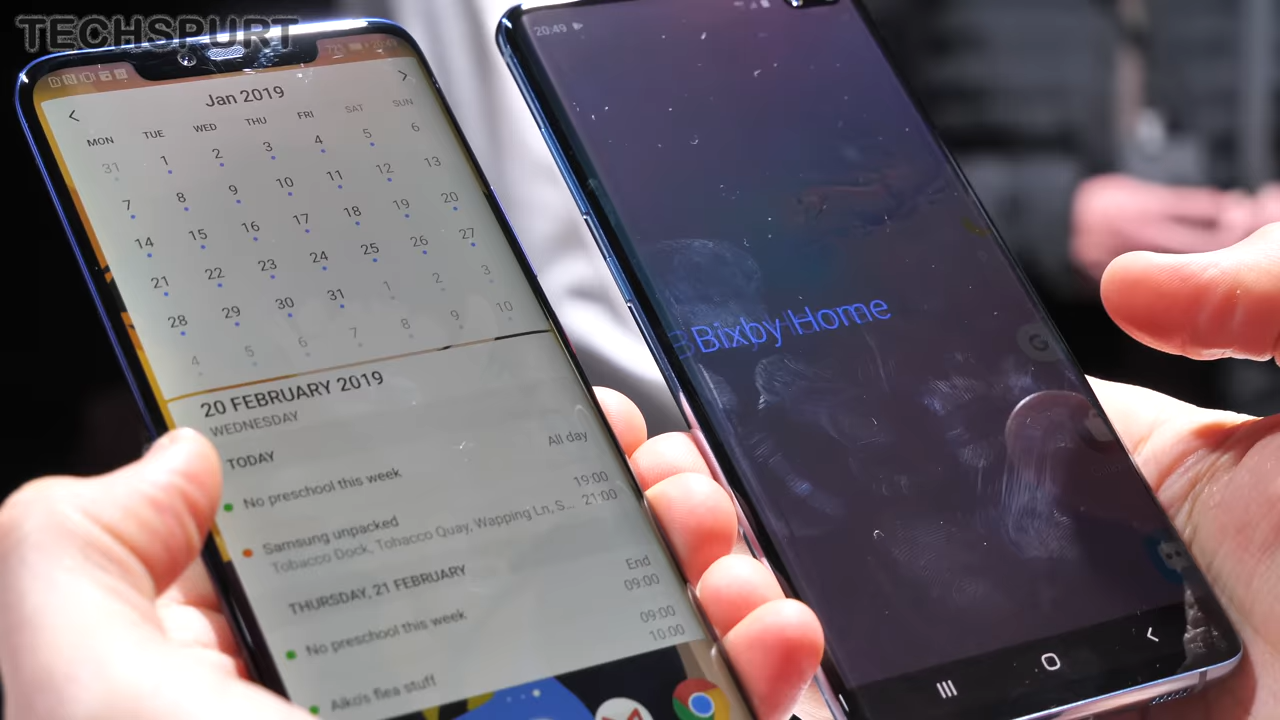 TECHSPURT
Jan 2019
MON TUE WED THU FRI SAT SUN
31 1 2 3 4 5 6
7 8 9 10 11 12 13
14 15 16 17 18 19 20
21 22 23 24 25 26 27
28 29 30 31 1 2 3
4 5 6 7 8 9 10
20 FEBRUARY 2019
WEDNESDAY
TODAY
No preschool this week All day
Samsung unpacked 19:00
Tobacco Dock, Tobacco Quay, Wapping Ln, S... 21:00
THURSDAY, 21 FEBRUARY
No preschool this week End 09:00
Aiko's flea stuff 09:00
10:00
20:49
Bixby Home
G